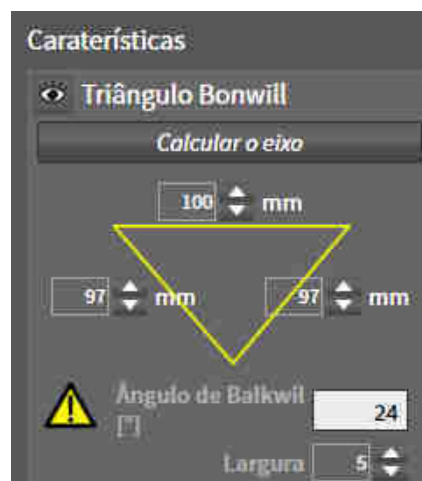 Caraterísticas
Triângulo Bonwill
Calcular o eixo
100 mm
97 mm 97 mm
Ângulo de Balkwil
[°] 24
Largura 5